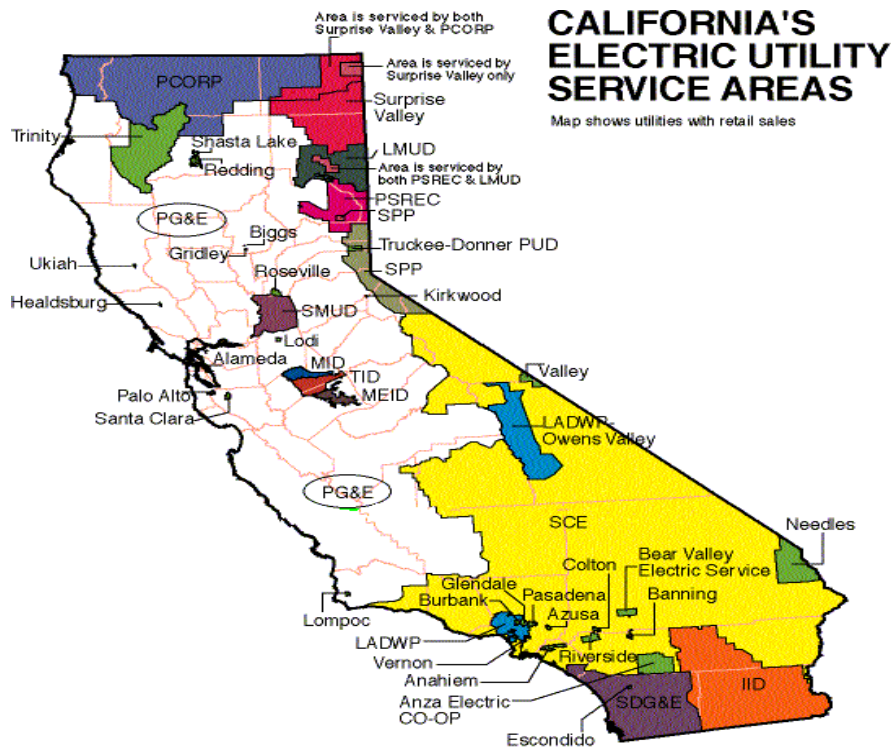 CALIFORNIA'S
ELECTRIC UTILITY
SERVICE AREAS
Map shows utilities with retail sales
Area is serviced by both
Surprise Valley & PCORP
Area is serviced by
Surprise Valley only
PCORP
Surprise
Valley
Trinity
Shasta Lake
Redding
LMUD
Area is serviced by
both PSREC & LMUD
PSREC
SPP
PG&E
Biggs
Gridley
Truckee-Donner PUD
Ukiah
Roseville
SPP
Kirkwood
Healdsburg
SMUD
Lodi
Alameda
MID
TID
MEID
Valley
Palo Alto
Santa Clara
LADWP-
Owens Valley
PG&E
SCE
Needles
Colton
Bear Valley
Electric Service
Glendale
Burbank
Pasadena
Azusa
Banning
Lompoc
LADWP
Vernon
Riverside
Anahiem
Anza Electric
CO-OP
SDG&E
IID
Escondido